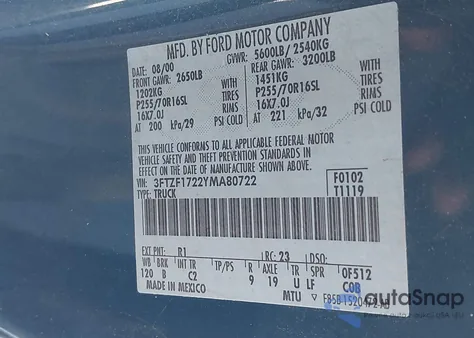 MFD. BY FORD MOTOR COMPANY
DATE: 08/00 GVWR: 5600LB/ 2540KG
FRONT GAWR: 2650LB REAR GAWR: 3200LB
1202KG 1451KG
P255/70R16SL TIRES P255/70R16SL TIRES
16X7.0J RIMS 16X7.0J RIMS
AT 200 kPa/29 PSI COLD AT 221 kPa/32 PSI COLD
THIS VEHICLE CONFORMS TO ALL APPLICABLE FEDERAL MOTOR
VEHICLE SAFETY AND THEFT PREVENTION STANDARDS IN EFFECT
ON THE DATE OF MANUFACTURE SHOWN ABOVE.
VIN: 3FTZF1722YMA80722 F0102
TYPE: TRUCK T1119
EXT PNT: R1 RC: 23 DSO:
WB BRK INT TR TP/PS R AXLE TR SPR 0F512
120 B C2 9 19 U LF COB
MADE IN MEXICO MTU
autoSnap